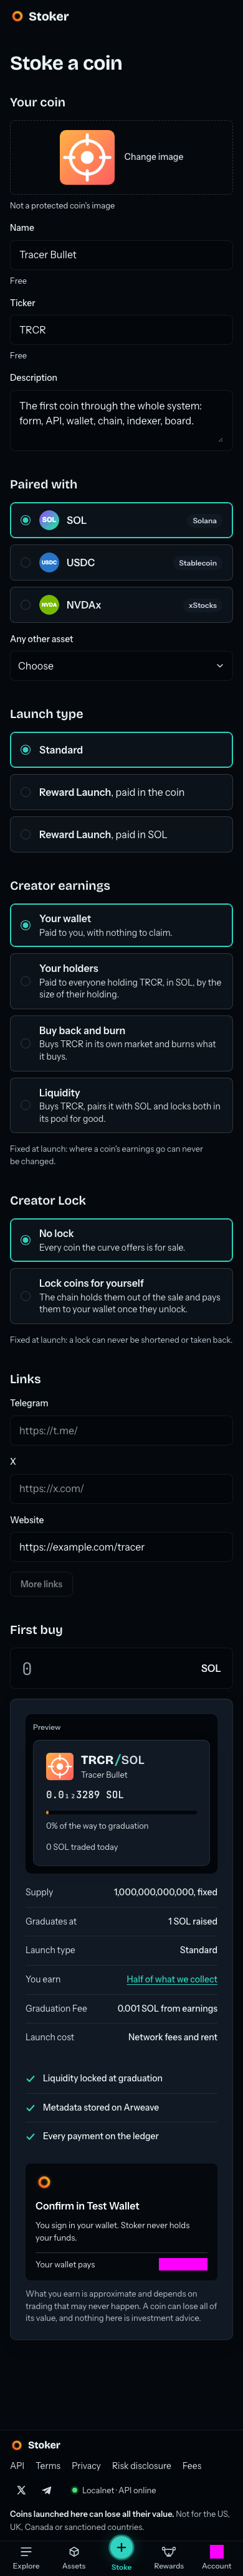 Stoker
Stoke a coin
Your coin
Change image
Not a protected coin's image
Name
Tracer Bullet
Free
Ticker
TRCR
Free
Description
The first coin through the whole system:
form, API, wallet, chain, indexer, board.
Paired with
SOL
SOL
Solana
USDC
USDC
Stablecoin
NVDA
NVDAx
xStocks
Any other asset
Choose
Launch type
Standard
Reward Launch, paid in the coin
Reward Launch, paid in SOL
Creator earnings
Your wallet
Paid to you, with nothing to claim.
Your holders
Paid to everyone holding TRCR, in SOL, by the
size of their holding.
Buy back and burn
Buys TRCR in its own market and burns what
it buys.
Liquidity
Buys TRCR, pairs it with SOL and locks both in
its pool for good.
Fixed at launch: where a coin's earnings go can never
be changed.
Creator Lock
No lock
Every coin the curve offers is for sale.
Lock coins for yourself
The chain holds them out of the sale and pays
them to your wallet once they unlock.
Fixed at launch: a lock can never be shortened or taken back.
Links
Telegram
https://t.me/
X
https://x.com/
Website
https://example.com/tracer
More links
First buy
0
SOL
Preview
TRCR/SOL
Tracer Bullet
0.0₁₂3289 SOL
0% of the way to graduation
0 SOL traded today
Supply
1,000,000,000,000, fixed
Graduates at
1 SOL raised
Launch type
Standard
You earn
Half of what we collect
Graduation Fee
0.001 SOL from earnings
Launch cost
Network fees and rent
Liquidity locked at graduation
Metadata stored on Arweave
Every payment on the ledger
Confirm in Test Wallet
You sign in your wallet. Stoker never holds
your funds.
Your wallet pays
What you earn is approximate and depends on
trading that may never happen. A coin can lose all of
its value, and nothing here is investment advice.
Stoker
API
Terms
Privacy
Risk disclosure
Fees
Localnet · API online
Coins launched here can lose all their value. Not for the US,
UK, Canada or sanctioned countries.
Explore
Assets
Stoke
Rewards
Account